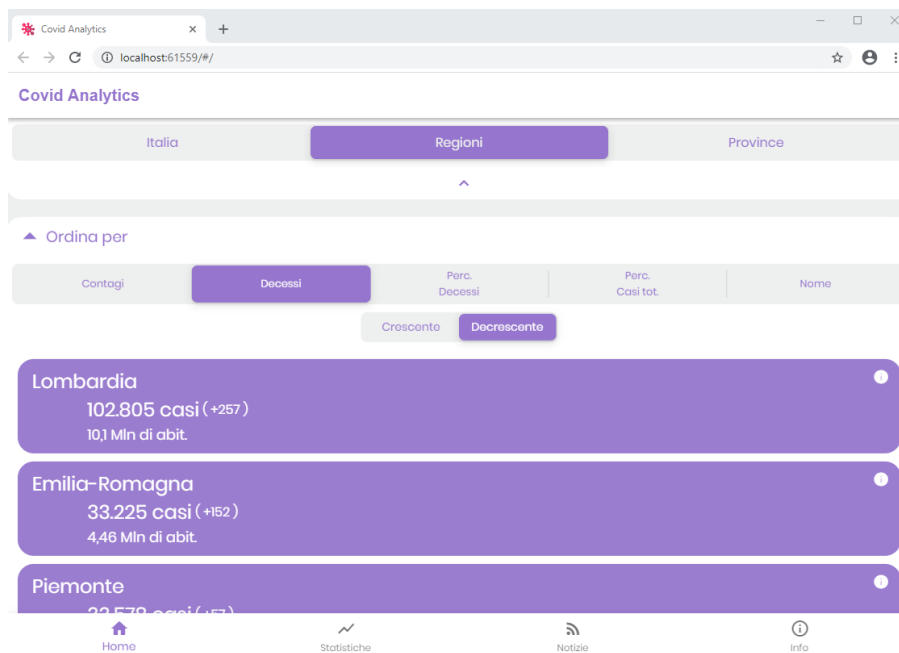 Covid Analytics
localhost:61559/#/
Covid Analytics
Italia Regioni Province
Ordina per
Contagi Decessi Perc. Decessi Perc. Casi tot. Nome
Crescente Decrescente
Lombardia
102.805 casi (+257)
10,1 Mln di abit.
Emilia-Romagna
33.225 casi (+152)
4,46 Mln di abit.
Piemonte
casi (+57)
Home Statistiche Notizie Info